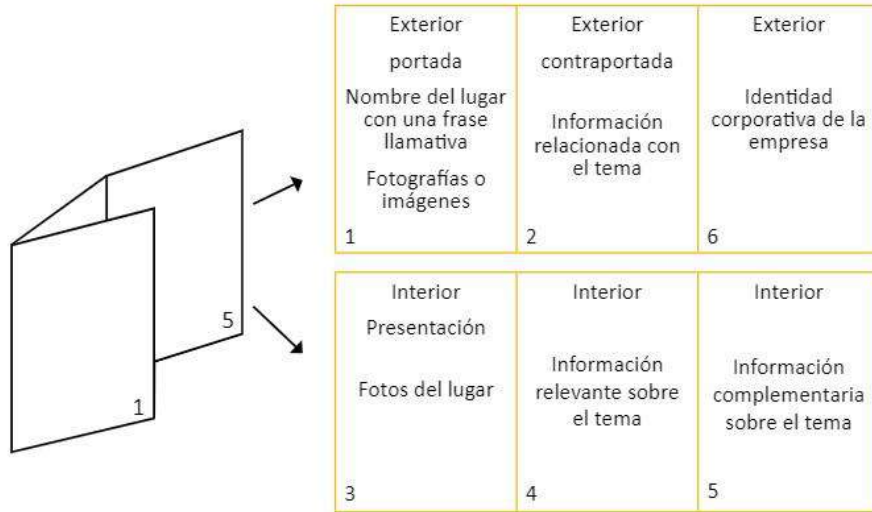 Exterior
portada
Nombre del lugar
con una frase
llamativa
Fotografías o
imágenes
1
Exterior
contraportada
Información
relacionada con
el tema
2
Exterior
Identidad
corporativa de la
empresa
6
5
1
Interior
Presentación
Fotos del lugar
3
Interior
Información
relevante sobre
el tema
4
Interior
Información
complementaria
sobre el tema
5